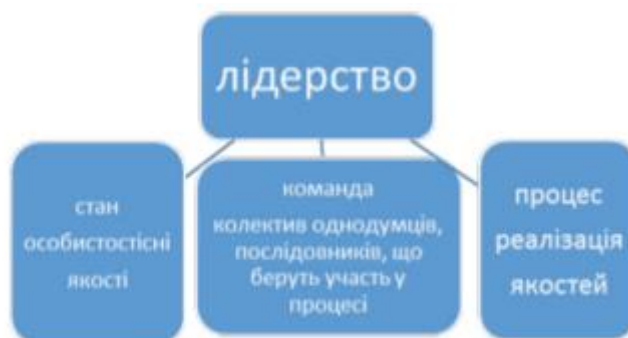 лідерство
стан
особистостісні
якості
команда
колектив однодумців,
послідовників, що
беруть участь у
процесі
процес
реалізація
якостей